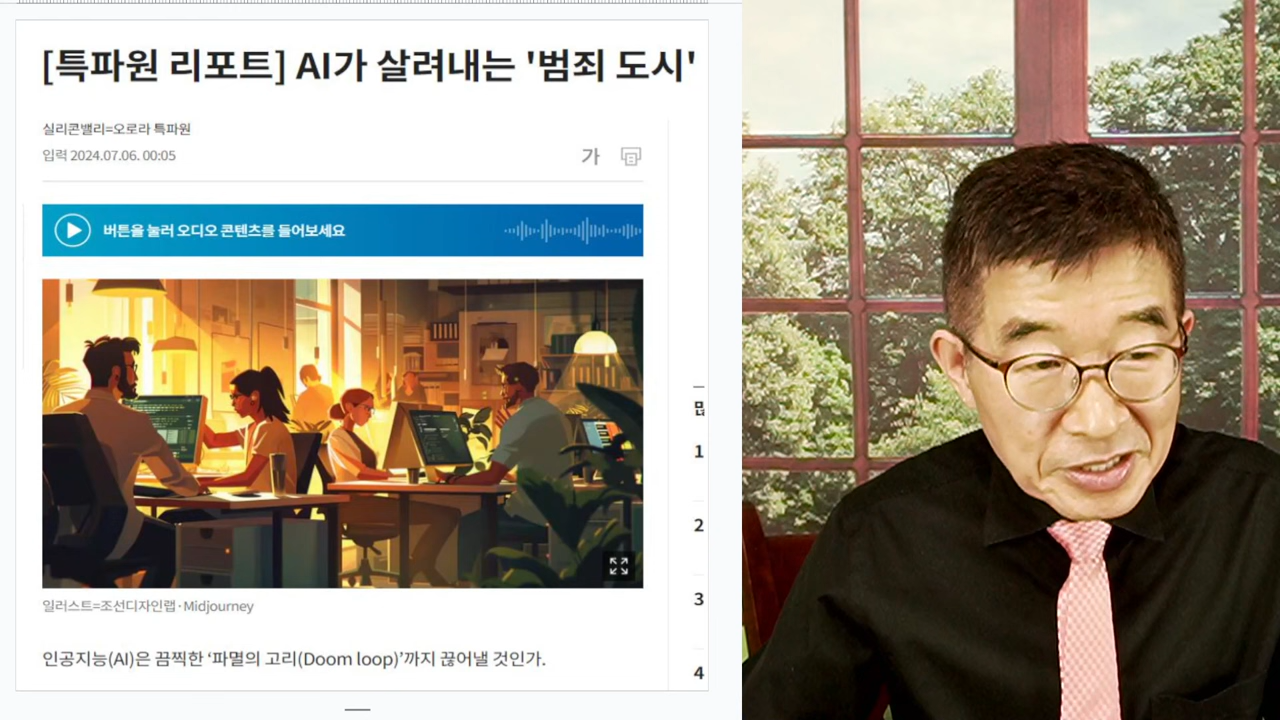 [특파원 리포트] AI가 살려내는 '범죄 도시'
실리콘밸리=오로라 특파원
입력 2024.07.06. 00:05
가
버튼을 눌러 오디오 콘텐츠를 들어보세요
일러스트=조선디자인랩·Midjourney
인공지능(AI)은 끔찍한 ‘파멸의 고리(Doom loop)’까지 끊어낼 것인가.
1
2
3
4